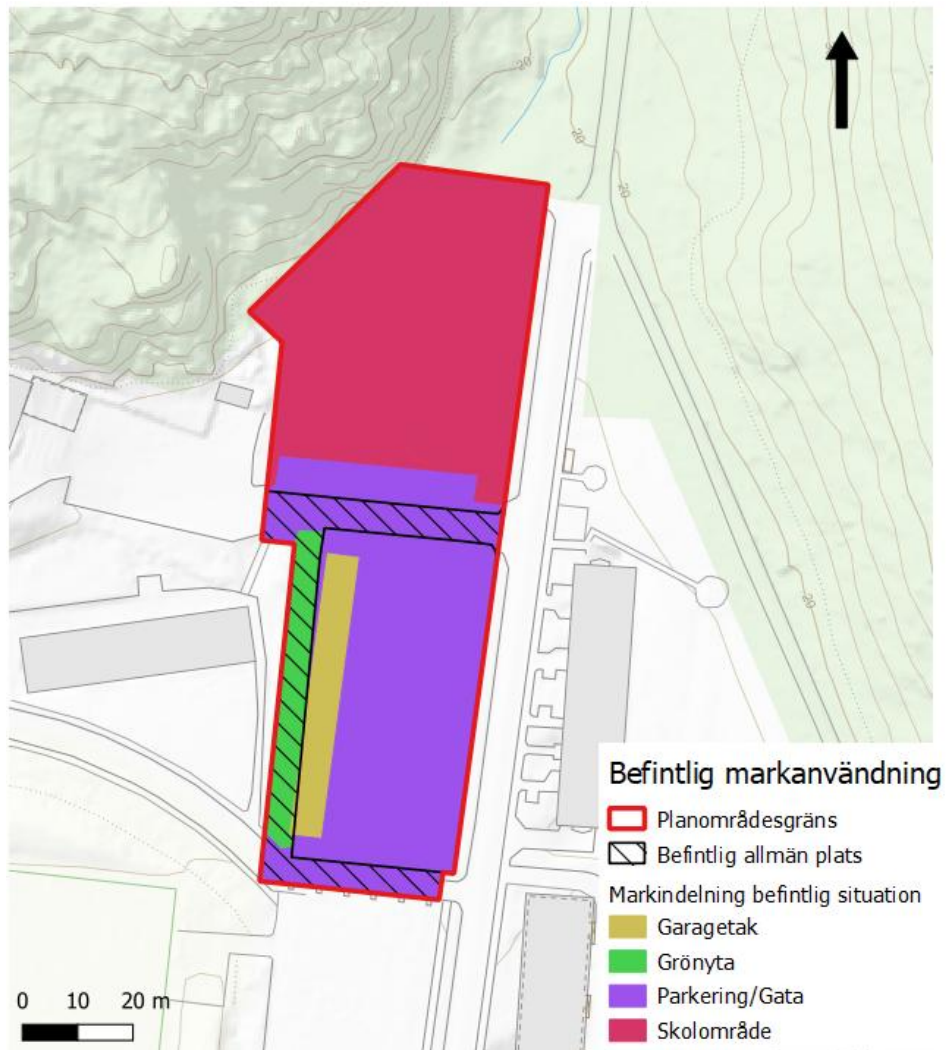 20
20
20
20
Befintlig markanvändning
Planområdesgräns
Befintlig allmän plats
Markindelning befintlig situation
Garagetak
Grönyta
Parkering/Gata
Skolområde
0 10 20 m